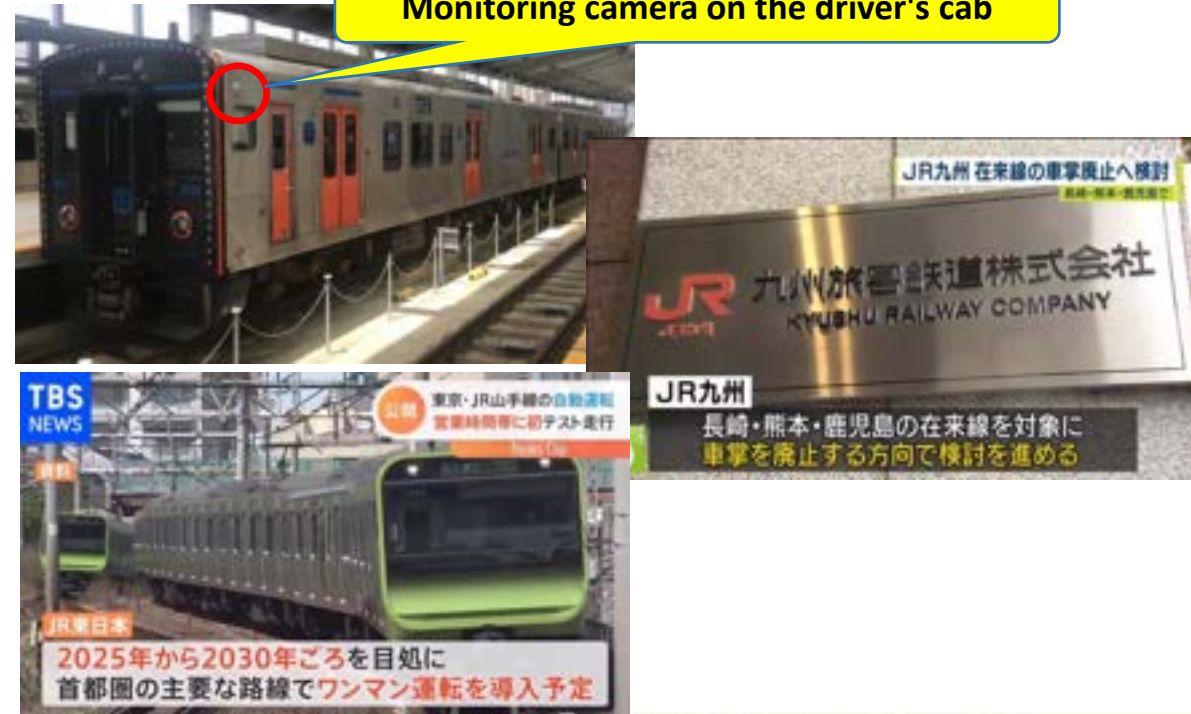 Monitoring camera on the driver's cab
JR九州 在来線の車掌廃止へ検討
長崎・熊本・鹿児島で
JR 九州旅客鉄道株式会社
KYUSHU RAILWAY COMPANY
JR九州
長崎・熊本・鹿児島の在来線を対象に
車掌を廃止する方向で検討を進める
TBS
NEWS
資料
公開
東京・JR山手線の自動運転
営業時間帯に初テスト走行
News Day
JR東日本
2025年から2030年ごろを目処に
首都圏の主要な路線でワンマン運転を導入予定